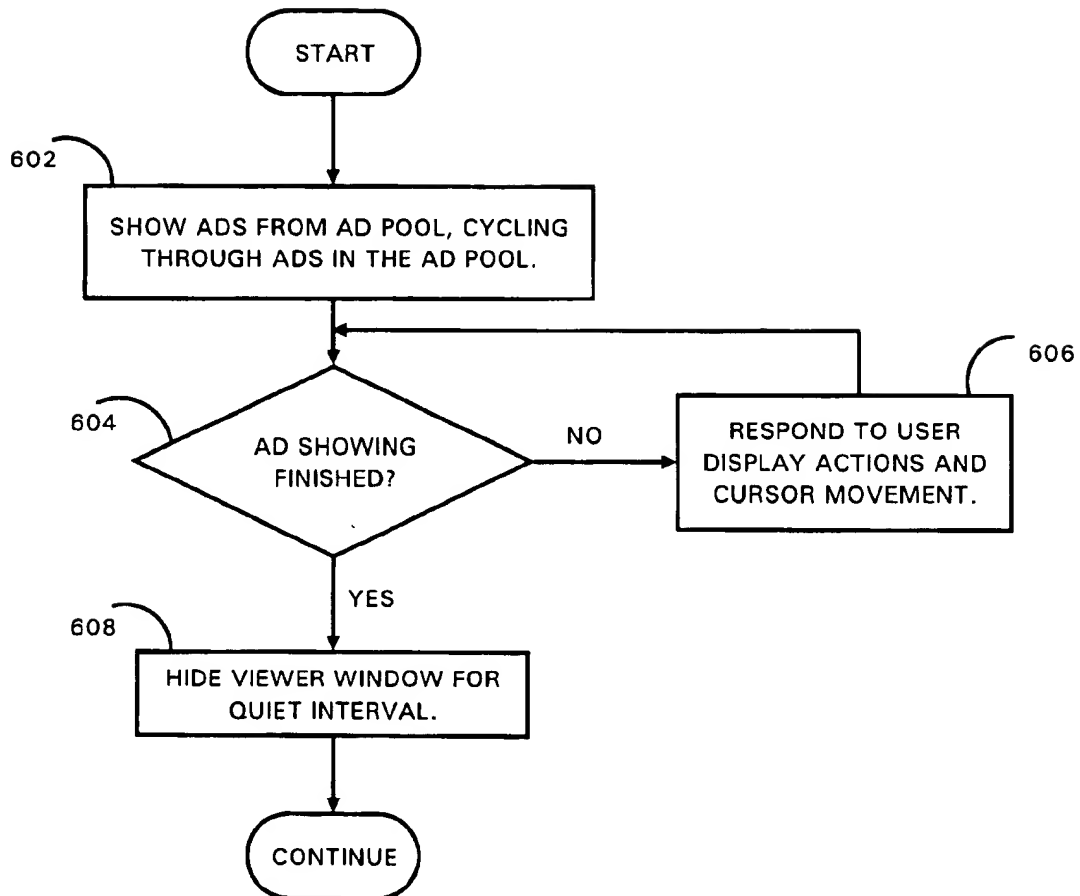 START
602
SHOW ADS FROM AD POOL, CYCLING
THROUGH ADS IN THE AD POOL.
606
604
AD SHOWING
FINISHED?
NO
RESPOND TO USER
DISPLAY ACTIONS AND
CURSOR MOVEMENT.
YES
608
HIDE VIEWER WINDOW FOR
QUIET INTERVAL.
CONTINUE